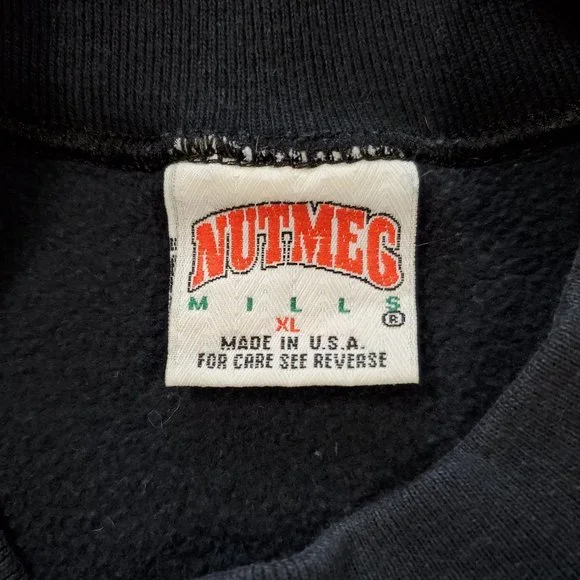 NUTMEG
MILLS
®
XL
MADE IN U.S.A.
FOR CARE SEE REVERSE